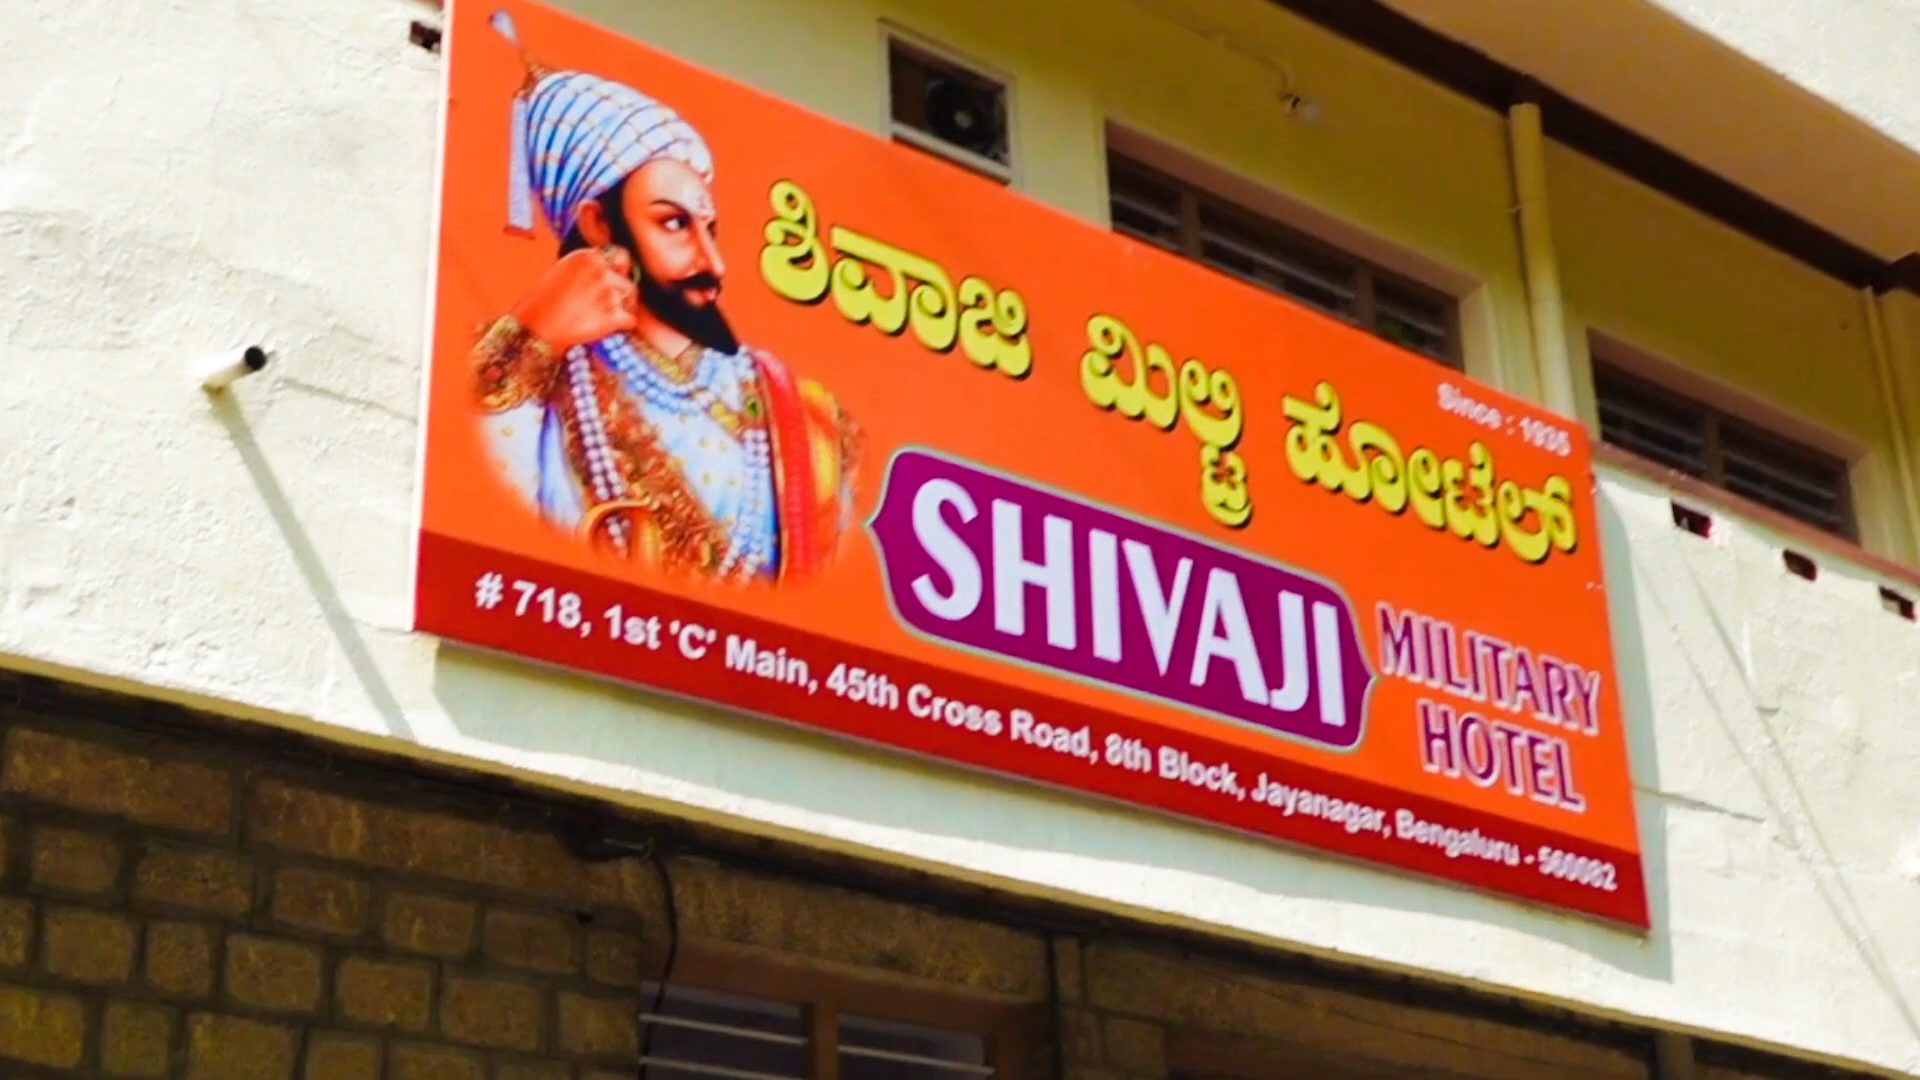 Since : 1935
ಶಿವಾಜಿ ಮಿಲ್ಟ್ರಿ ಹೋಟೆಲ್
SHIVAJI
MILITARY
HOTEL
# 718, 1st 'C' Main, 45th Cross Road, 8th Block, Jayanagar, Bengaluru - 560082